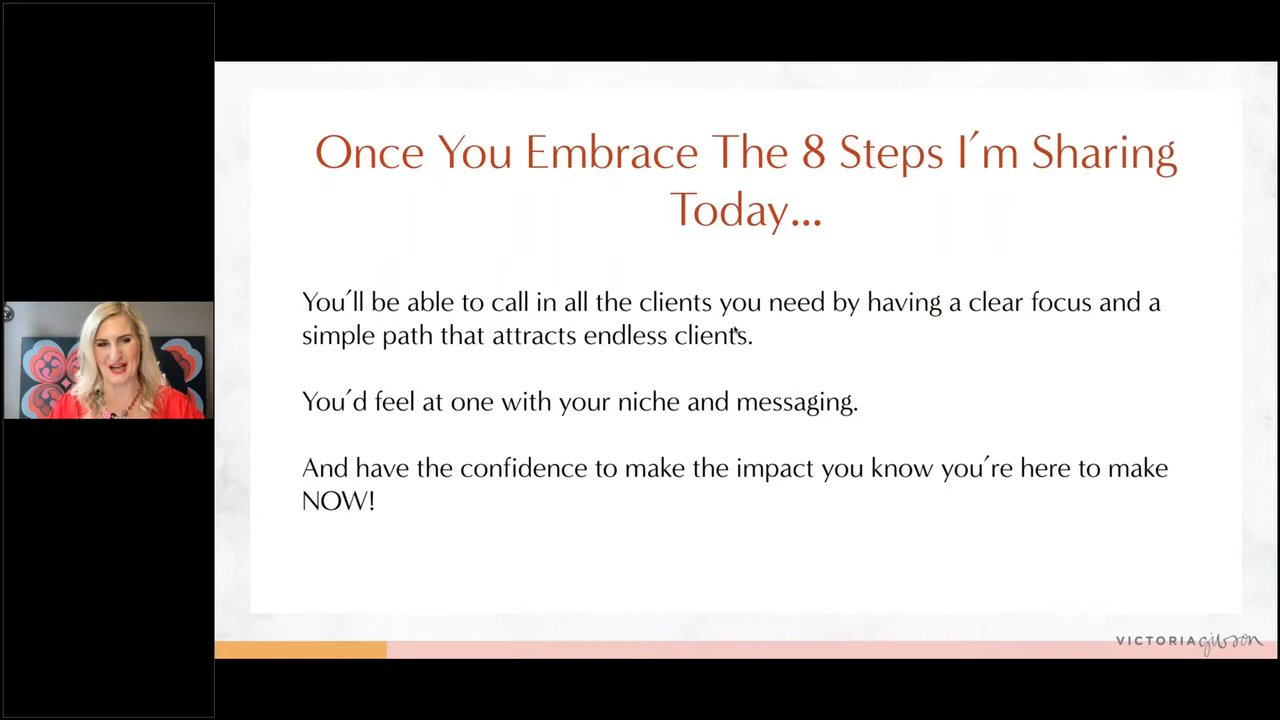 Once You Embrace The 8 Steps I´m Sharing
Today...
You´ll be able to call in all the clients you need by having a clear focus and a
simple path that attracts endless clients.
You´d feel at one with your niche and messaging.
And have the confidence to make the impact you know you´re here to make
NOW!
VICTORIA gibson